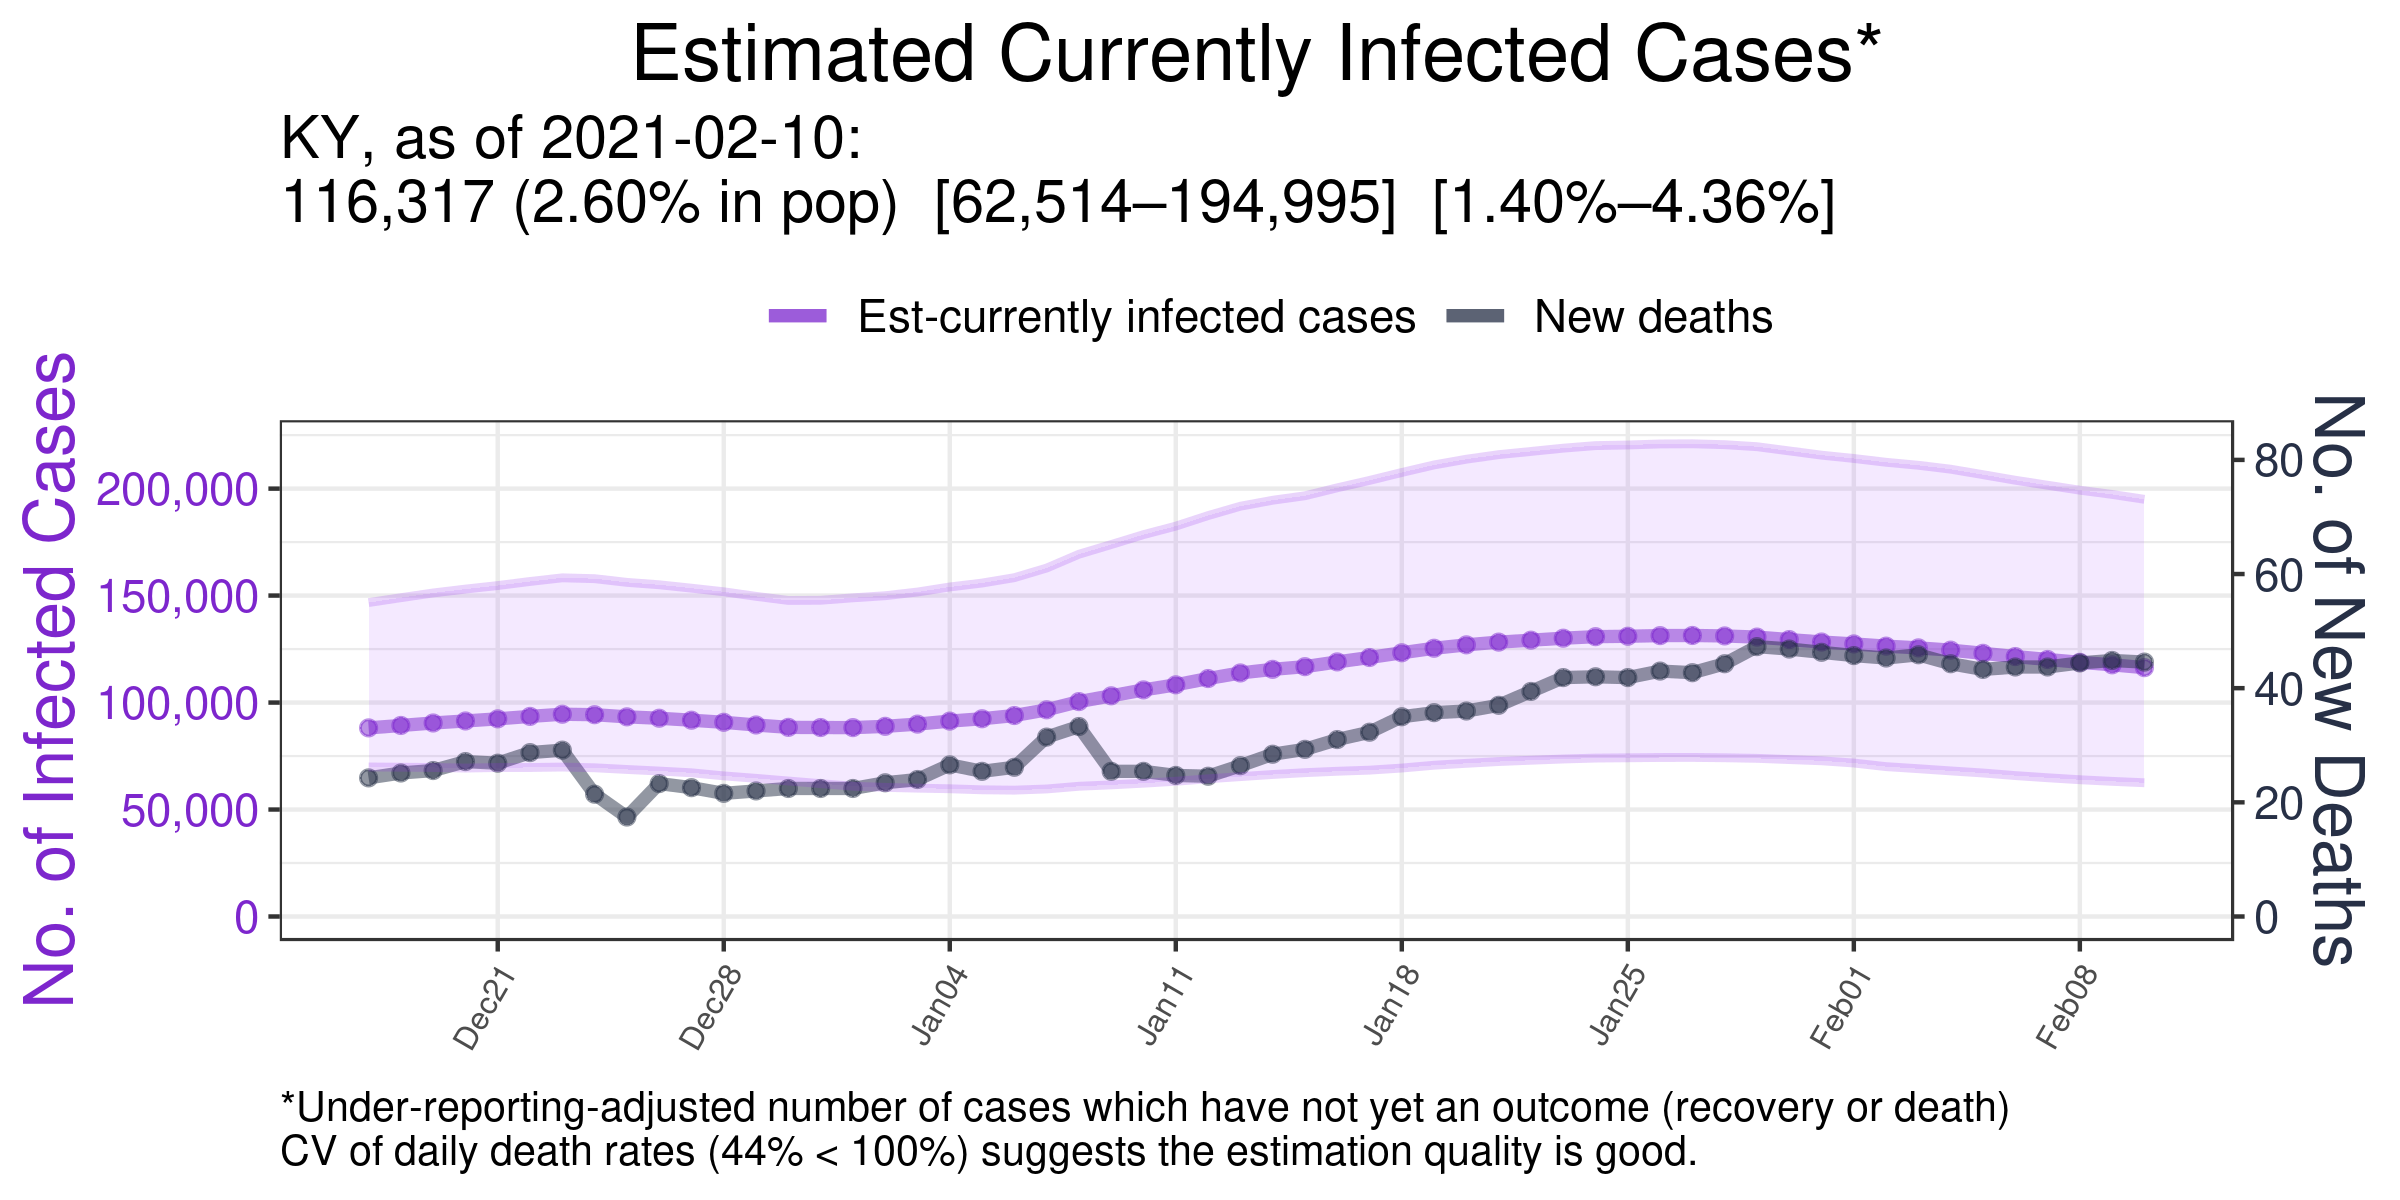 Estimated Currently Infected Cases*
KY, as of 2021-02-10:
116,317 (2.60% in pop)  [62,514–194,995]  [1.40%–4.36%]
Est-currently infected cases
New deaths
No. of Infected Cases
200,000
150,000
100,000
50,000
0
80
60
40
20
0
No. of New Deaths
Dec21
Dec28
Jan04
Jan11
Jan18
Jan25
Feb01
Feb08
*Under-reporting-adjusted number of cases which have not yet an outcome (recovery or death)
CV of daily death rates (44% < 100%) suggests the estimation quality is good.